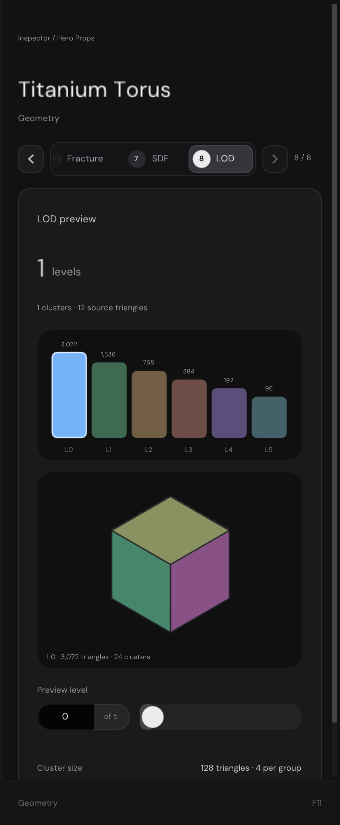 Inspector / Hero Props
Titanium Torus
Geometry
Fracture 7 SDF 8 LOD 8 / 8
LOD preview
1 levels
1 clusters · 12 source triangles
3,072 1,536 768 384 192 96
L0 L1 L2 L3 L4 L5
L0 · 3,072 triangles · 24 clusters
Preview level
0 of 5
Cluster size 128 triangles · 4 per group
Geometry F11